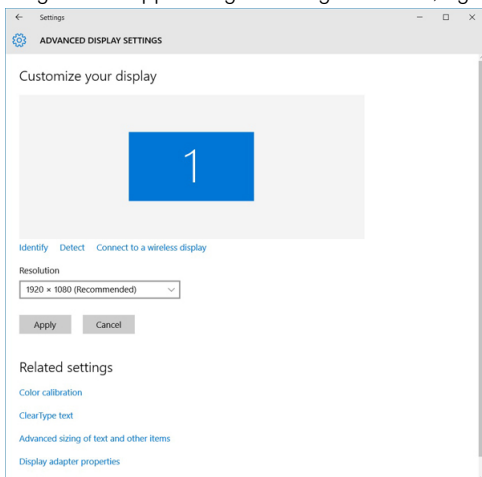 Settings
ADVANCED DISPLAY SETTINGS
Customize your display
1
Identify Detect Connect to a wireless display
Resolution
1920 × 1080 (Recommended)
Apply Cancel
Related settings
Color calibration
ClearType text
Advanced sizing of text and other items
Display adapter properties